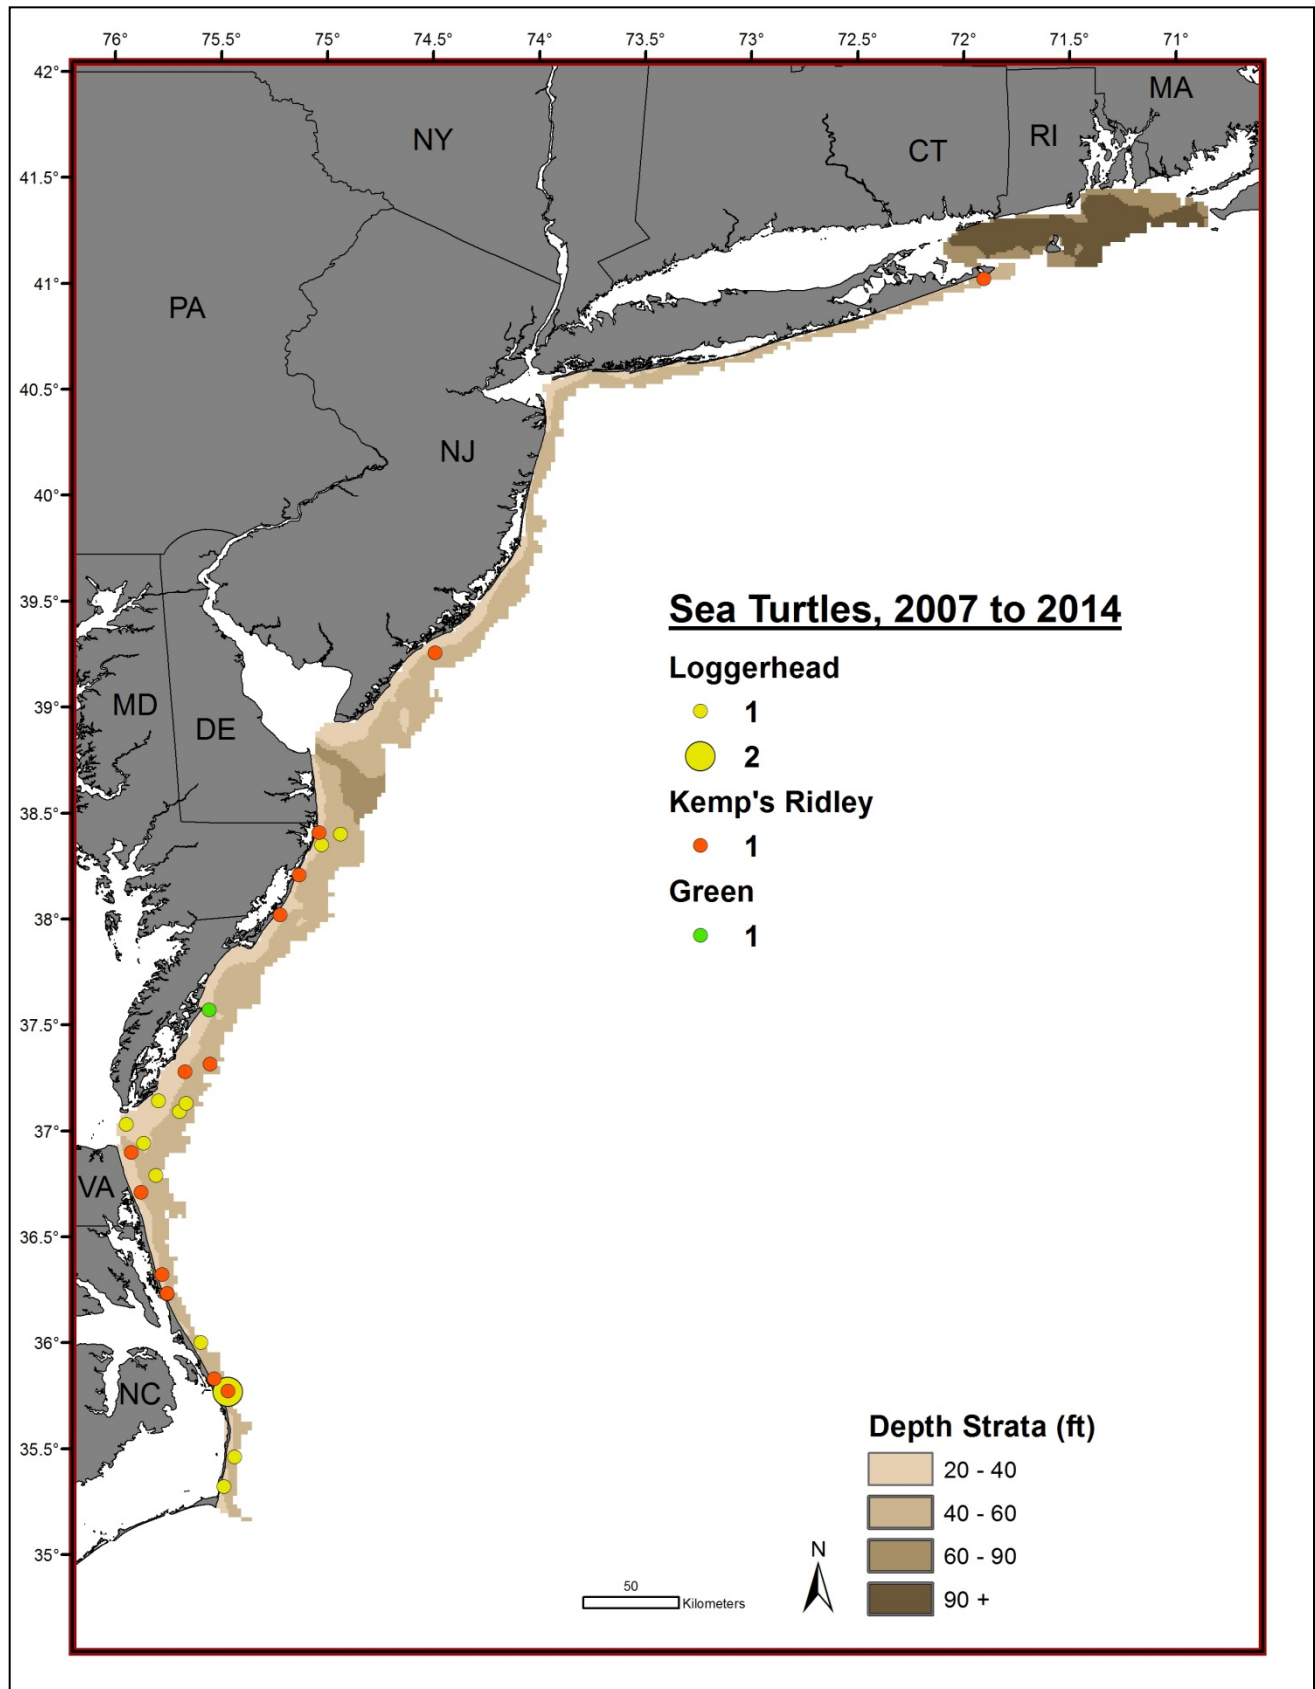 76° 75.5° 75° 74.5° 74° 73.5° 73° 72.5° 72° 71.5° 71°
42°
MA
NY
CT
RI
41.5°
41°
PA
40.5°
NJ
40°
39.5°
Sea Turtles, 2007 to 2014
Loggerhead
1
2
Kemp's Ridley
1
Green
1
39°
MD
DE
38.5°
38°
37.5°
37°
VA
36.5°
36°
NC
35.5°
35°
Depth Strata (ft)
20 - 40
40 - 60
60 - 90
90 +
N
50
Kilometers